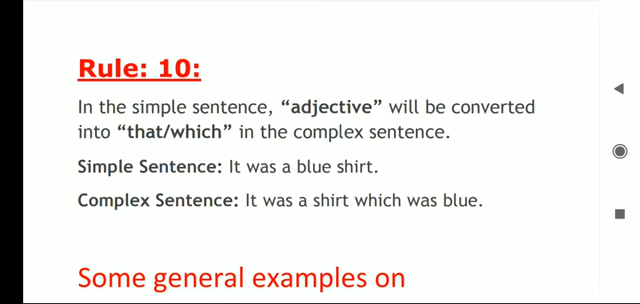 Rule: 10:
In the simple sentence, “adjective” will be converted
into “that/which” in the complex sentence.
Simple Sentence: It was a blue shirt.
Complex Sentence: It was a shirt which was blue.
Some general examples on